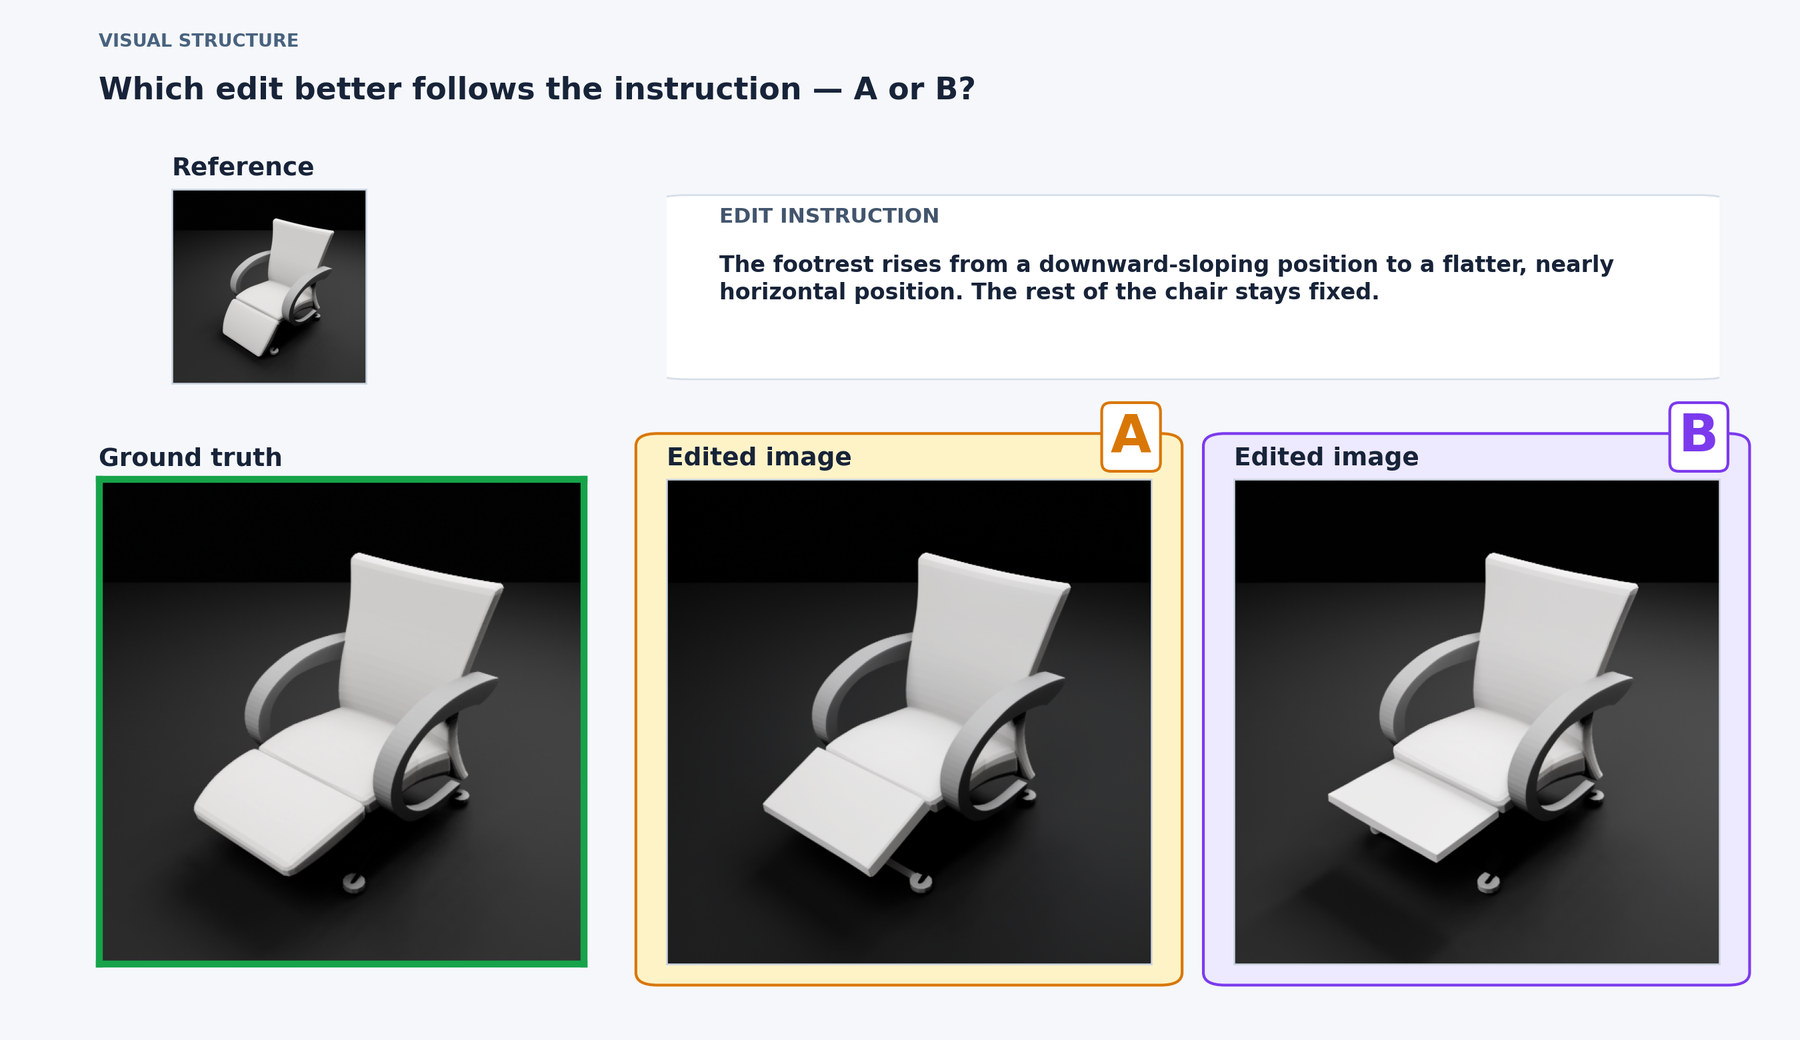 VISUAL STRUCTURE
Which edit better follows the instruction — A or B?
Reference
EDIT INSTRUCTION
The footrest rises from a downward-sloping position to a flatter, nearly
horizontal position. The rest of the chair stays fixed.
Ground truth
Edited image
A
Edited image
B